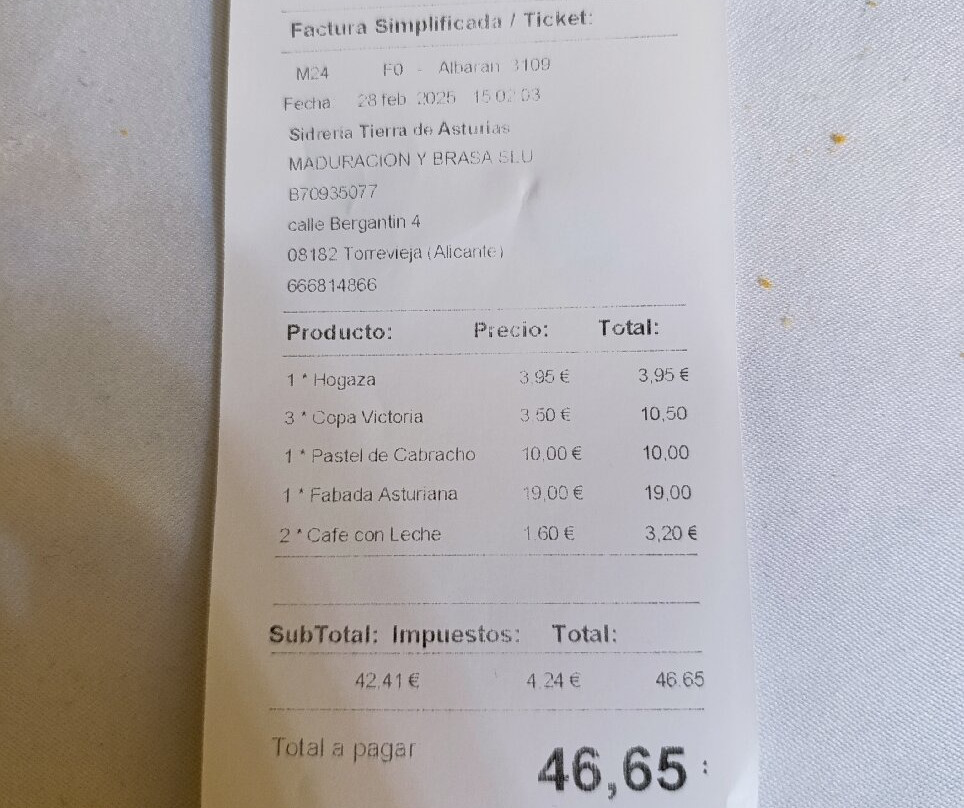 Factura Simplificada / Ticket:
M24 F0 - Albaran 3109
Fecha 28 feb 2025 15:02:03
Sidreria Tierra de Asturias
MADURACION Y BRASA SLU
B70935077
calle Bergantin 4
08182 Torrevieja (Alicante)
666814866
Producto: Precio: Total:
1 * Hogaza 3,95 € 3,95 €
3 * Copa Victoria 3,50 € 10,50
1 * Pastel de Cabracho 10,00 € 10,00
1 * Fabada Asturiana 19,00 € 19,00
2 * Cafe con Leche 1,60 € 3,20 €
SubTotal: Impuestos: Total:
42,41 € 4,24 € 46.65
Total a pagar 46,65